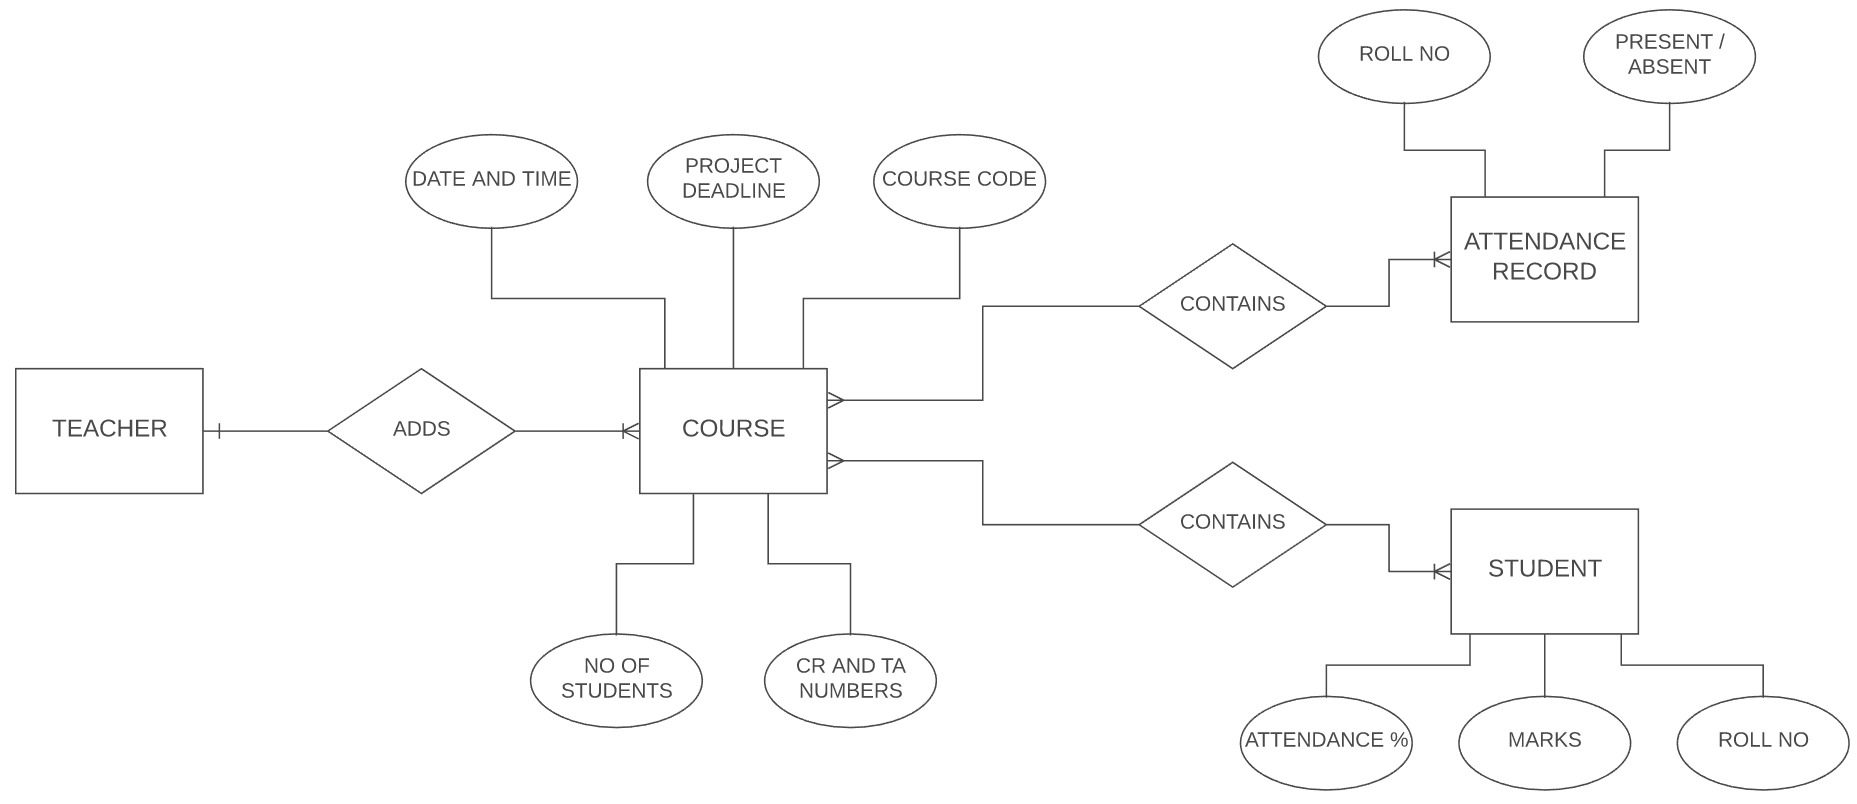 ROLL NO
PRESENT /
ABSENT
DATE AND TIME
PROJECT
DEADLINE
COURSE CODE
ATTENDANCE
RECORD
CONTAINS
TEACHER
ADDS
COURSE
CONTAINS
STUDENT
NO OF
STUDENTS
CR AND TA
NUMBERS
ATTENDANCE %
MARKS
ROLL NO